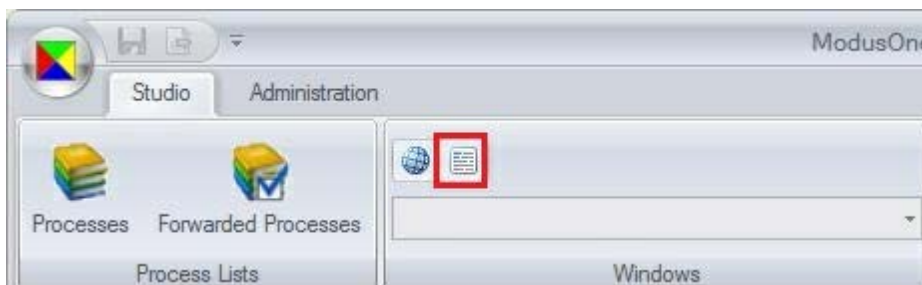 ModusOne
Studio Administration
Processes Forwarded Processes
Process Lists Windows